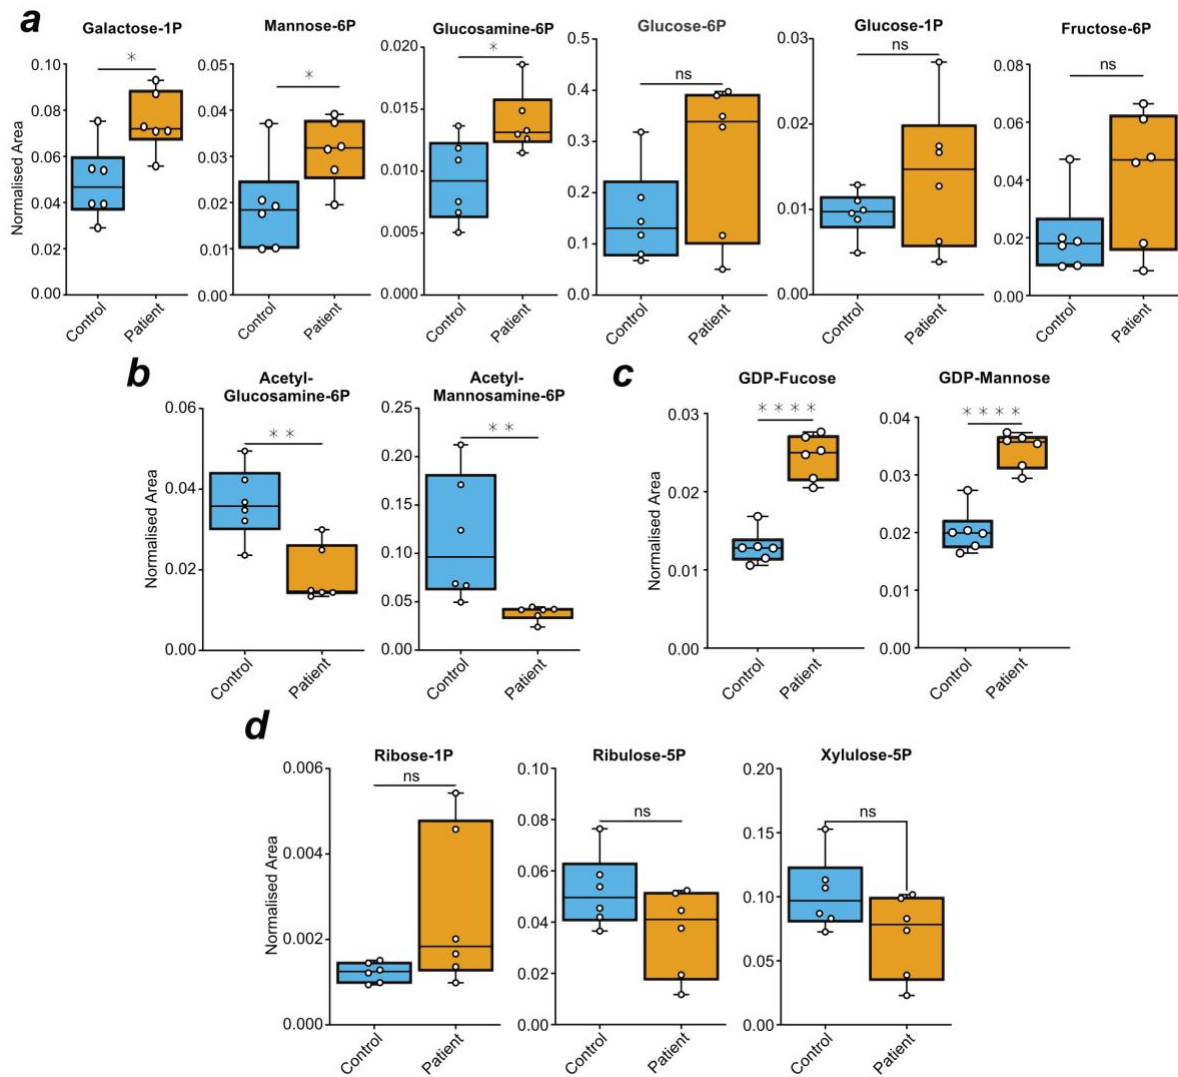 a
Galactose-1P
Mannose-6P
Glucosamine-6P
Glucose-6P
Glucose-1P
Fructose-6P
Normalised Area
0.10
0.08
0.06
0.04
0.02
0.00
*
Control
Patient
0.05
0.04
0.03
0.02
0.01
0.00
*
Control
Patient
0.020
0.015
0.010
0.005
0.000
*
Control
Patient
0.5
0.4
0.3
0.2
0.1
0.0
ns
Control
Patient
0.03
0.02
0.01
0.00
ns
Control
Patient
0.08
0.06
0.04
0.02
0.00
ns
Control
Patient
b
Acetyl-
Glucosamine-6P
Normalised Area
0.06
0.04
0.02
0.00
**
Control
Patient
Acetyl-
Mannosamine-6P
0.25
0.20
0.15
0.10
0.05
0.00
**
Control
Patient
c
GDP-Fucose
Normalised Area
0.03
0.02
0.01
0.00
****
Control
Patient
GDP-Mannose
0.04
0.03
0.02
0.01
0.00
****
Control
Patient
d
Ribose-1P
Normalised Area
0.006
0.004
0.002
0.000
ns
Control
Patient
Ribulose-5P
0.10
0.08
0.06
0.04
0.02
0.00
ns
Control
Patient
Xylulose-5P
0.20
0.15
0.10
0.05
0.00
ns
Control
Patient